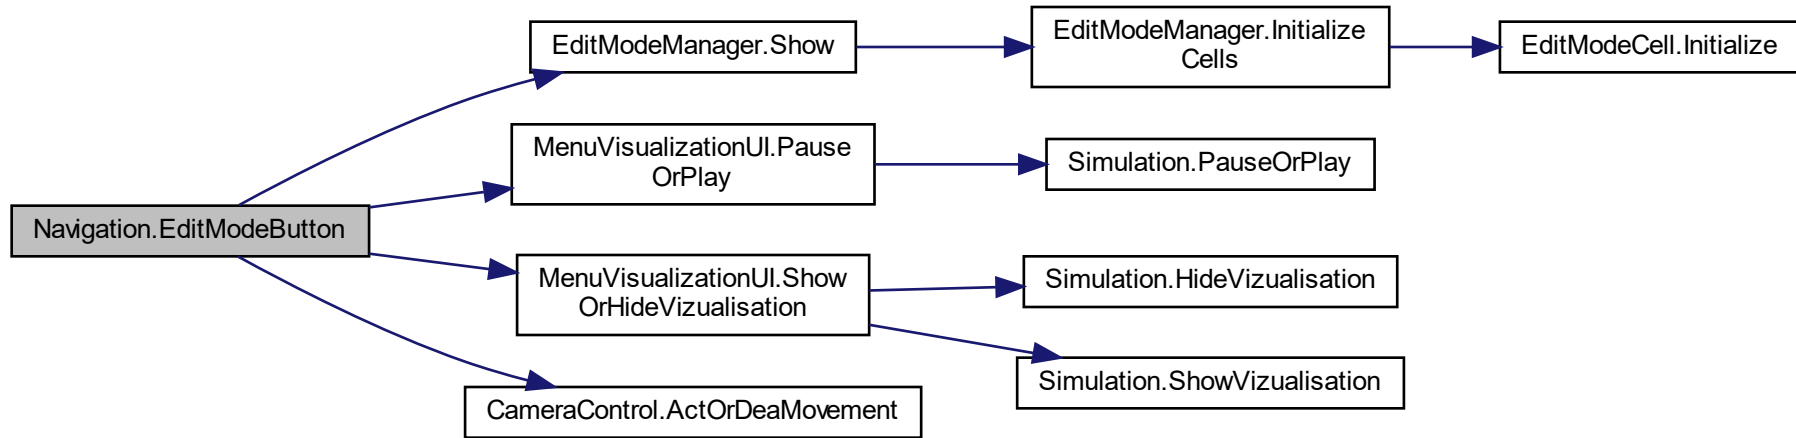 EditModeManager.Show
EditModeManager.Initialize
Cells
EditModeCell.Initialize
MenuVisualizationUI.Pause
OrPlay
Simulation.PauseOrPlay
Navigation.EditModeButton
MenuVisualizationUI.Show
OrHideVizualisation
Simulation.HideVizualisation
Simulation.ShowVizualisation
CameraControl.ActOrDeaMovement